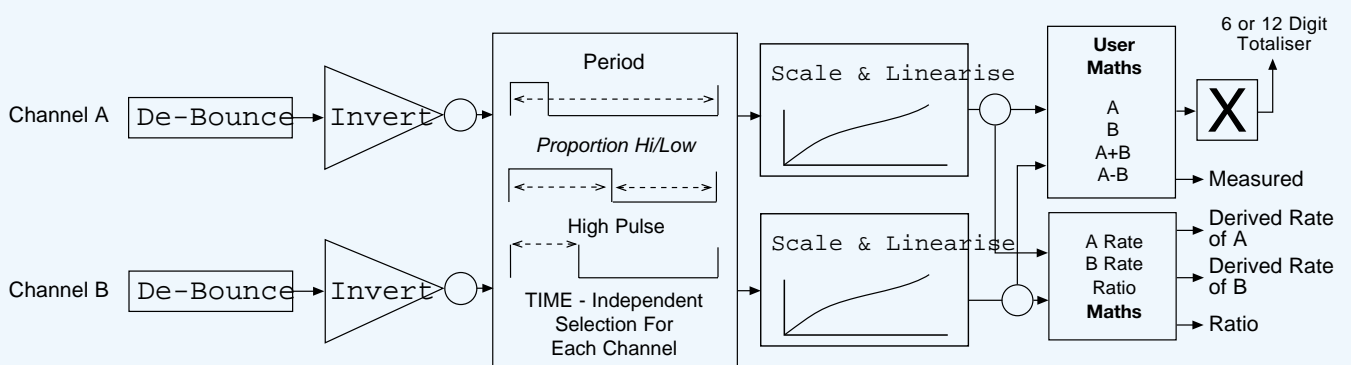 6 or 12 Digit
Totaliser
User
Maths
A
B
A+B
A-B
X
Measured
Channel A
De-Bounce
Invert
Period
Proportion Hi/Low
High Pulse
TIME - Independent
Selection For
Each Channel
Scale & Linearise
Channel B
De-Bounce
Invert
Scale & Linearise
A Rate
B Rate
Ratio
Maths
Derived Rate
of A
Derived Rate
of B
Ratio